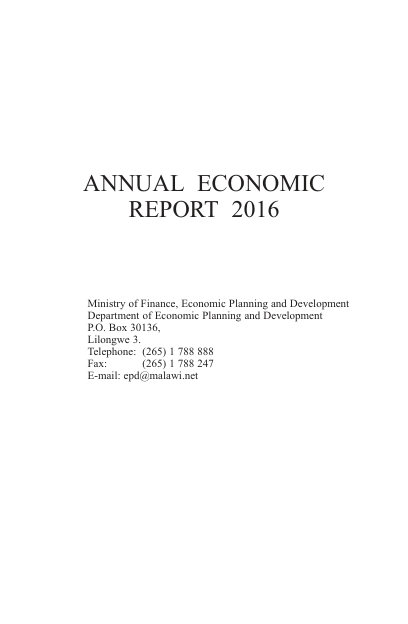 ANNUAL ECONOMIC
REPORT 2016
Ministry of Finance, Economic Planning and Development
Department of Economic Planning and Development
P.O. Box 30136,
Lilongwe 3.
Telephone: (265) 1 788 888
Fax: (265) 1 788 247
E-mail: epd@malawi.net